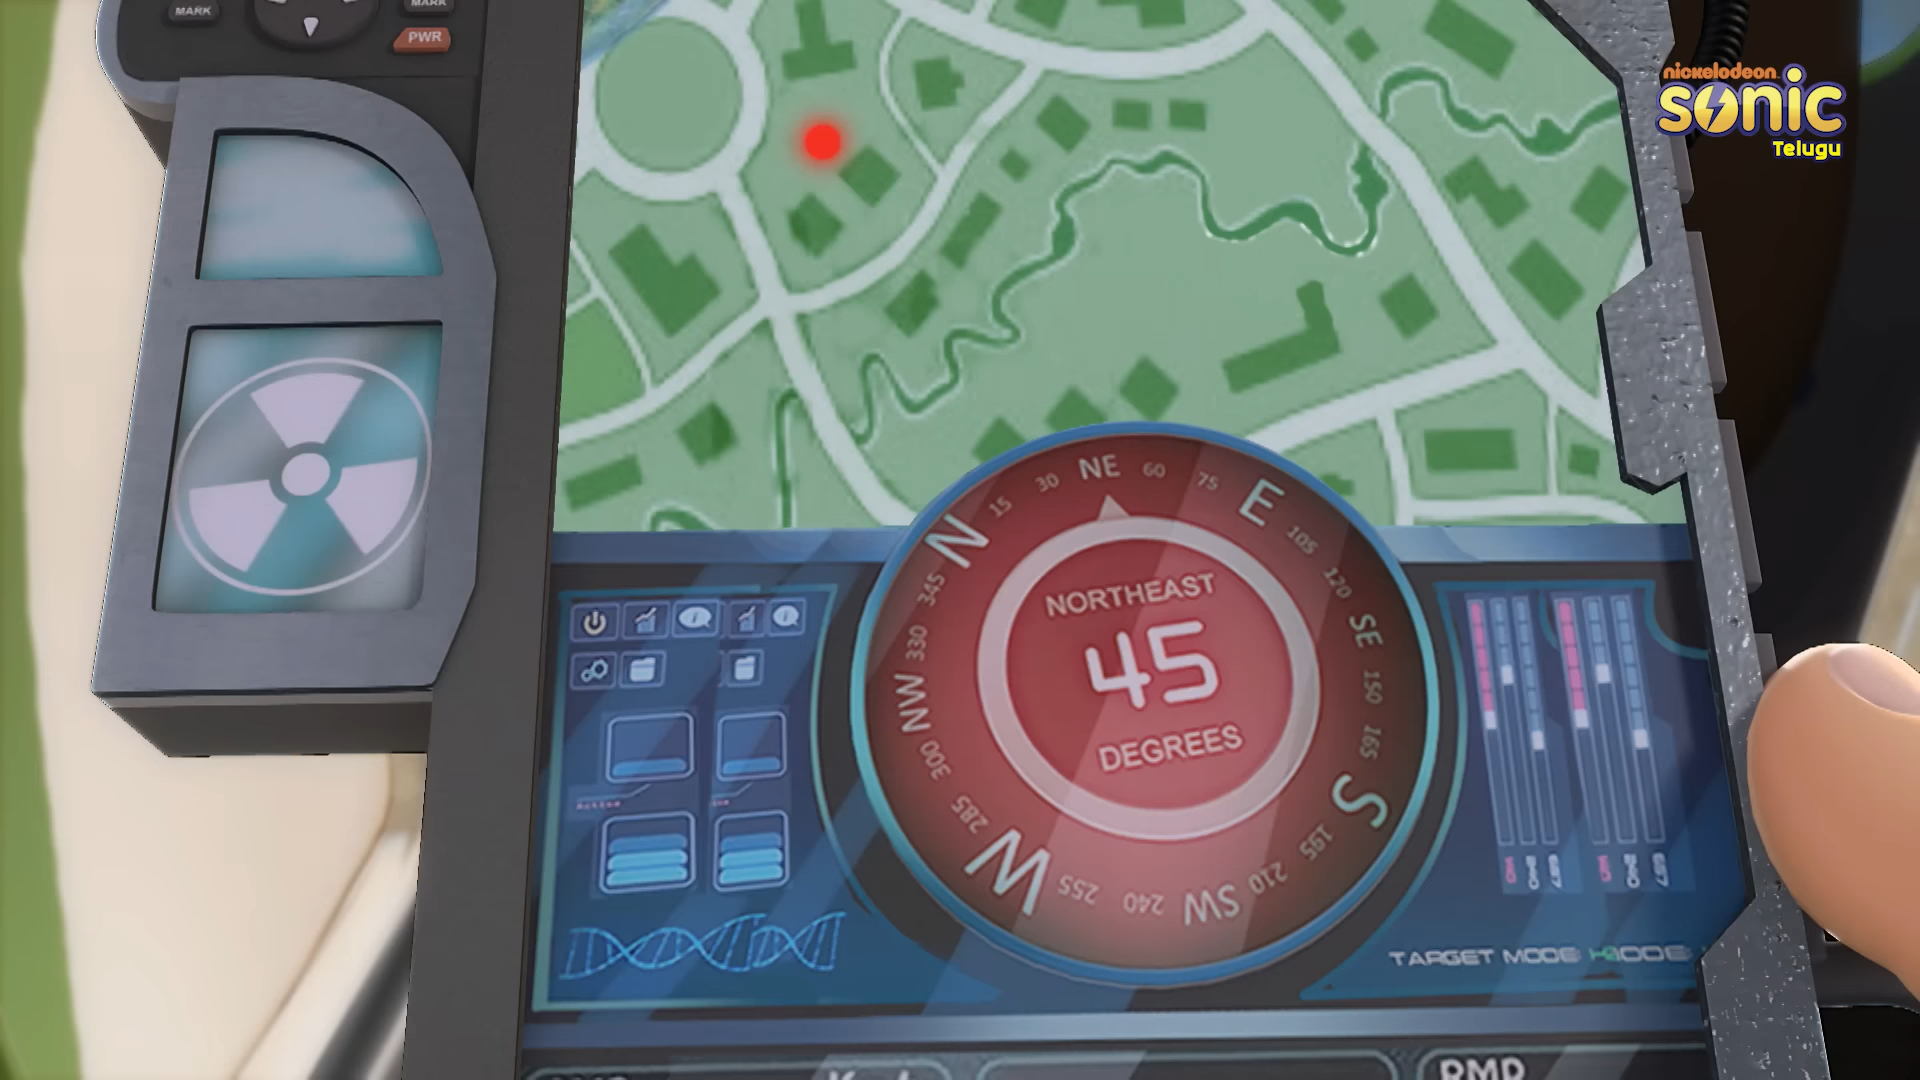 MARK
MARK
PWR
nickelodeon
sonic
Telugu
N
15
30
NE
60
75
E
105
120
SE
150
165
S
195
210
SW
240
255
W
285
300
NW
330
345
NORTHEAST
45
DEGREES
TARGET MODE